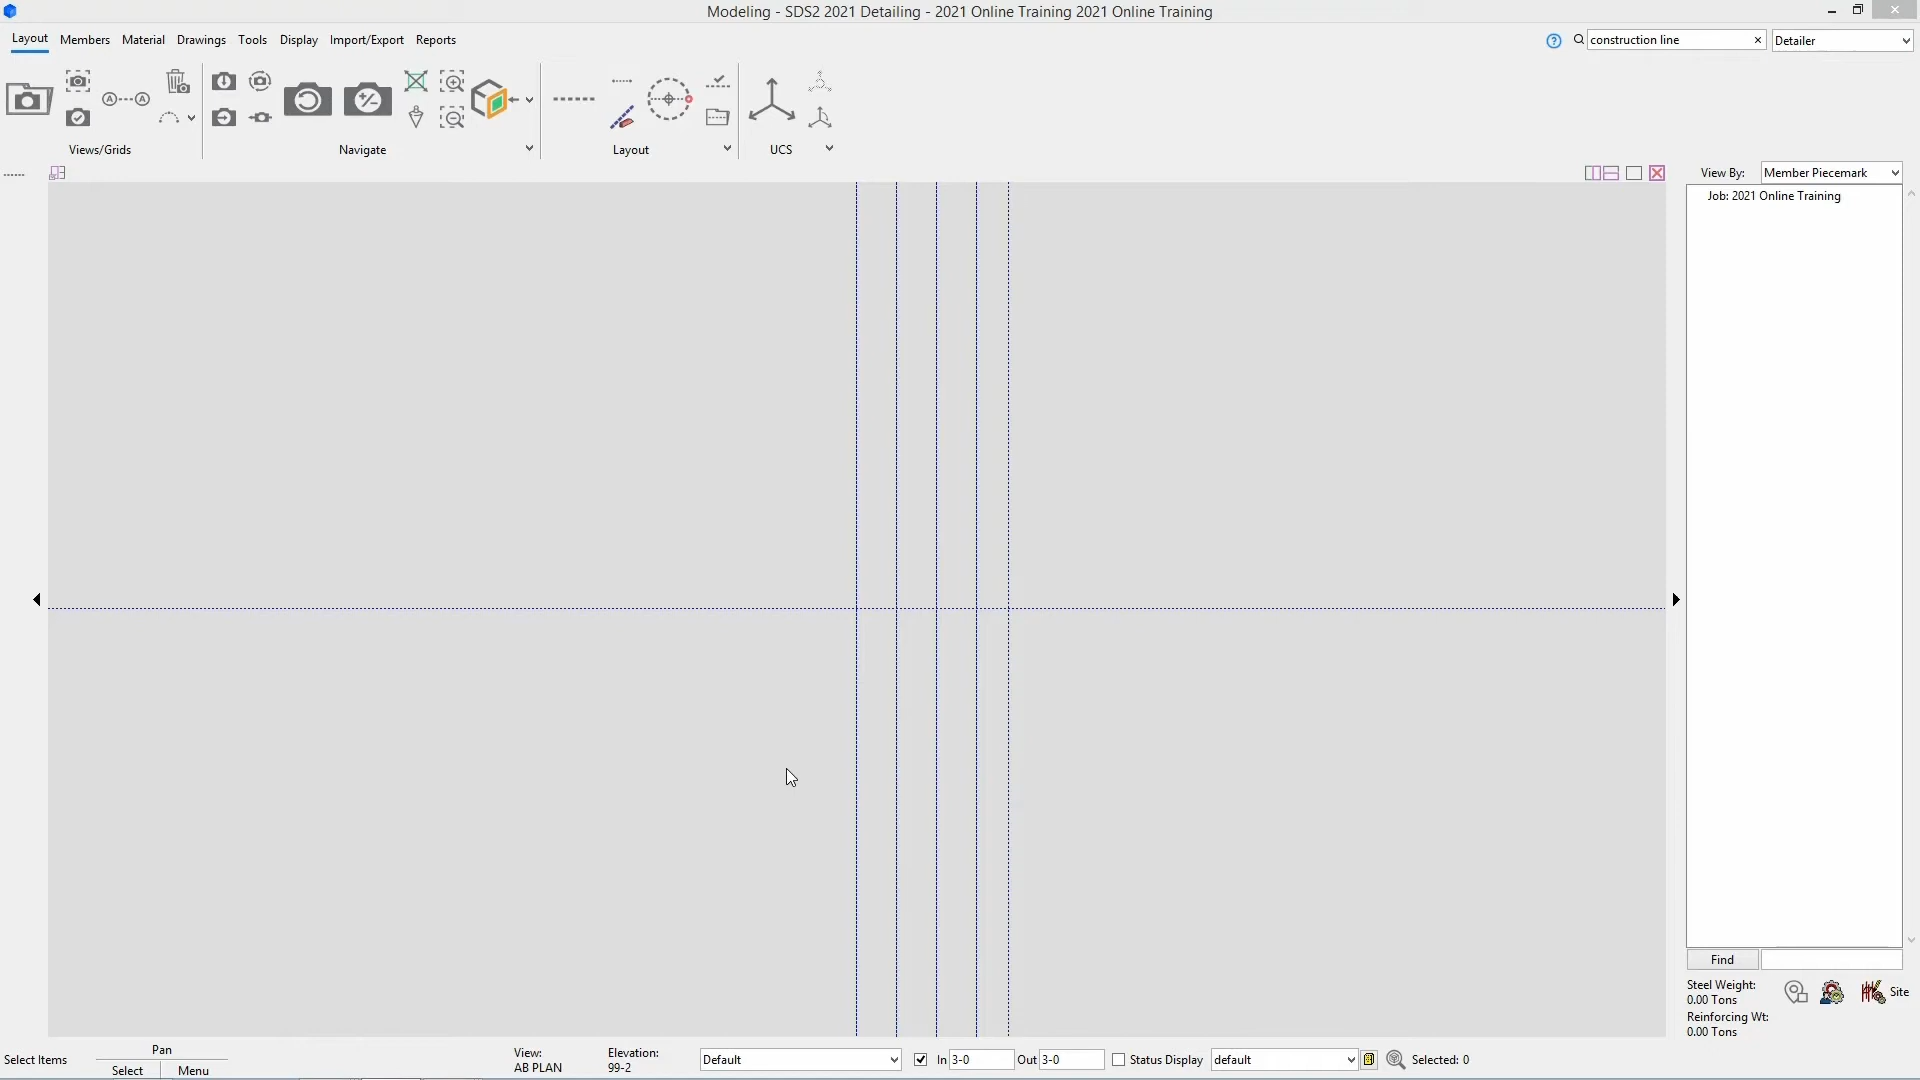 Modeling - SDS2 2021 Detailing - 2021 Online Training 2021 Online Training
Layout Members Material Drawings Tools Display Import/Export Reports
construction line
Detailer
A A
Views/Grids
Navigate
Layout
UCS
View By: Member Piecemark
Job: 2021 Online Training
Find
Steel Weight:
0.00 Tons
Site
Reinforcing Wt:
0.00 Tons
Select Items
Pan
Select
Menu
View:
AB PLAN
Elevation:
99-2
Default
In 3-0
Out 3-0
Status Display
default
Selected: 0